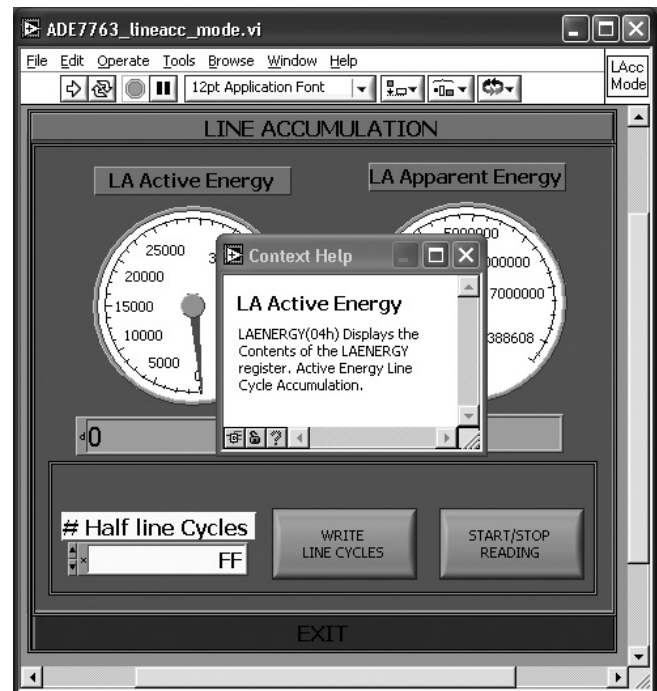 ADE7763_lineacc_mode.vi
File Edit Operate Tools Browse Window Help
12pt Application Font
LAcc
Mode
LINE ACCUMULATION
LA Active Energy
LA Apparent Energy
25000
20000
15000
10000
5000
0
5000000
7000000
388608
Context Help
LA Active Energy
LAENERGY(04h) Displays the
Contents of the LAENERGY
register. Active Energy Line
Cycle Accumulation.
?
d0
# Half line Cycles
x FF
WRITE
LINE CYCLES
START/STOP
READING
EXIT